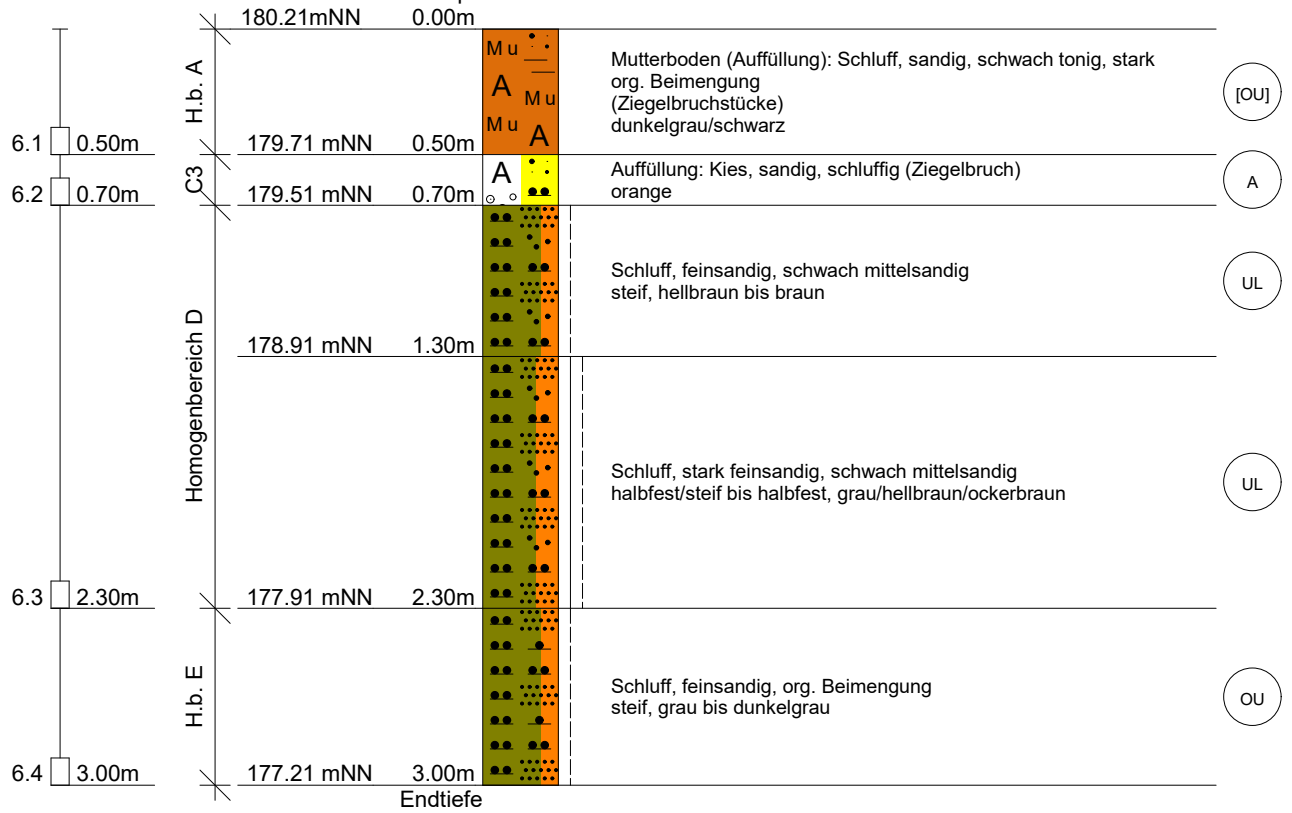 180.21mNN 0.00m
H.b. A
Mu
A
Mu
Mu
A
Mutterboden (Auffüllung): Schluff, sandig, schwach tonig, stark
org. Beimengung
(Ziegelbruchstücke)
dunkelgrau/schwarz
[OU]
6.1 0.50m
179.71 mNN 0.50m
C3
A
Auffüllung: Kies, sandig, schluffig (Ziegelbruch)
orange
A
6.2 0.70m
179.51 mNN 0.70m
Homogenbereich D
Schluff, feinsandig, schwach mittelsandig
steif, hellbraun bis braun
UL
178.91 mNN 1.30m
Schluff, stark feinsandig, schwach mittelsandig
halbfest/steif bis halbfest, grau/hellbraun/ockerbraun
UL
6.3 2.30m
177.91 mNN 2.30m
H.b. E
Schluff, feinsandig, org. Beimengung
steif, grau bis dunkelgrau
OU
6.4 3.00m
177.21 mNN 3.00m
Endtiefe